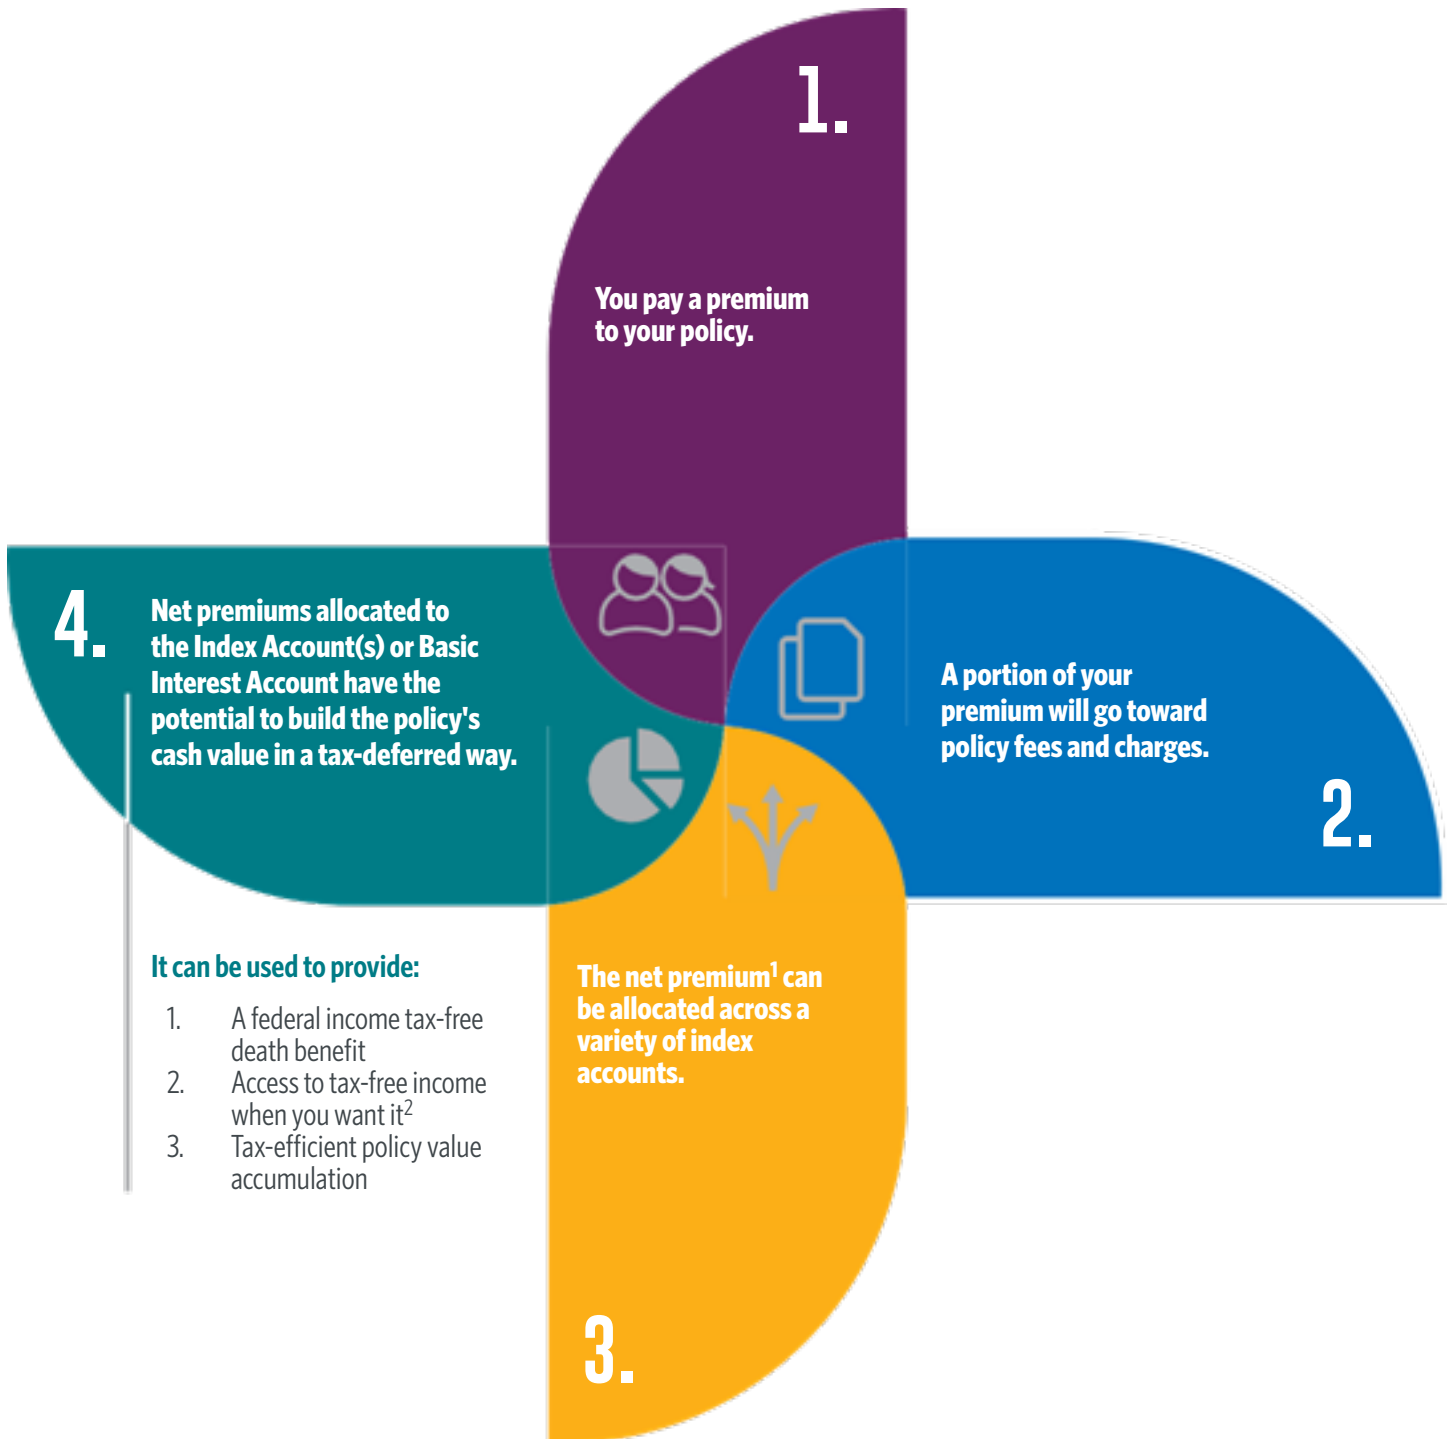 1.
You pay a premium
to your policy.
A portion of your
premium will go toward
policy fees and charges.
2.
The net premium¹ can
be allocated across a
variety of index
accounts.
3.
4.
Net premiums allocated to
the Index Account(s) or Basic
Interest Account have the
potential to build the policy's
cash value in a tax-deferred way.
It can be used to provide:
1. A federal income tax-free
death benefit
2. Access to tax-free income
when you want it²
3. Tax-efficient policy value
accumulation